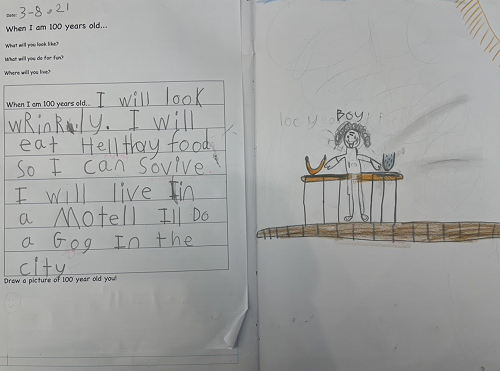 Date: 3-8-21
When I am 100 years old...
What will you look like?
What will you do for fun?
Where will you live?
When I am 100 years old... I will look
wRinkly. I will
eat Hellthay food
So I can Sovive.
I will live In
a Motell Ill Do
a Gog In the
city
Draw a picture of 100 year old you!
BOY